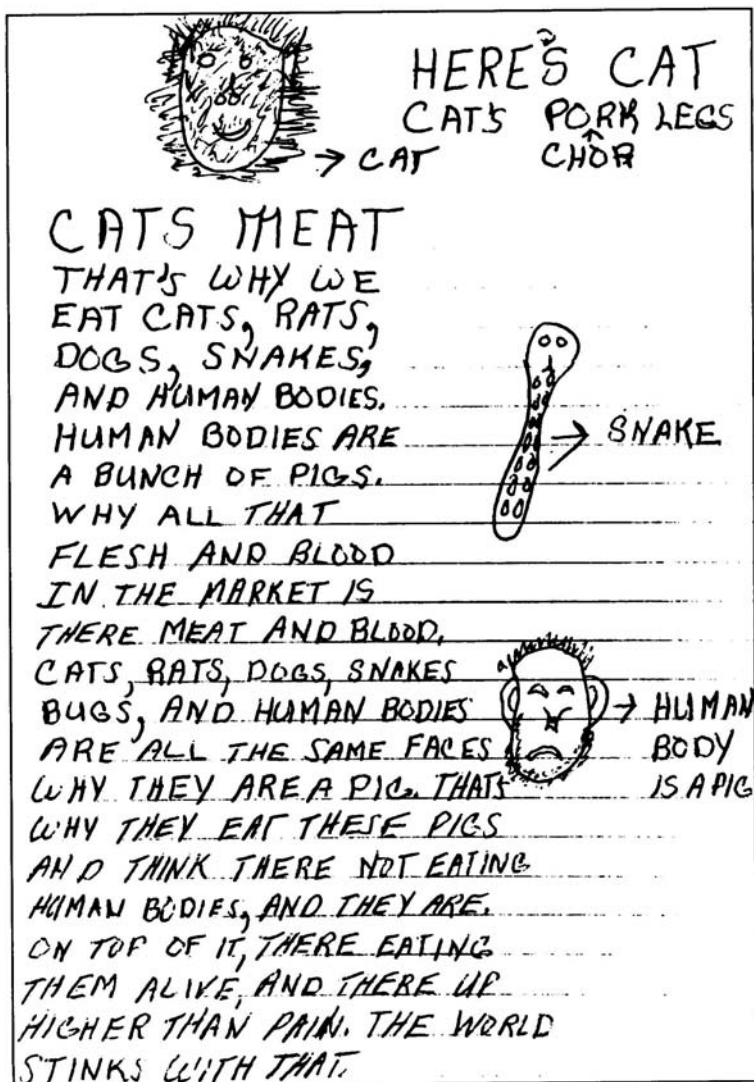 HERE'S CAT
CAT'S PORK LEGS
CHOP
→ CAT
CATS MEAT
THAT'S WHY WE
EAT CATS, RATS,
DOGS, SNAKES,
AND HUMAN BODIES.
HUMAN BODIES ARE
A BUNCH OF PIGS.
WHY ALL THAT
FLESH AND BLOOD
IN THE MARKET IS
THERE MEAT AND BLOOD.
CATS, RATS, DOGS, SNAKES
BUGS, AND HUMAN BODIES
ARE ALL THE SAME FACES
WHY THEY ARE A PIG. THATS
WHY THEY EAT THESE PIGS
AND THINK THERE NOT EATING
HUMAN BODIES, AND THEY ARE.
ON TOP OF IT, THERE EATING
THEM ALIVE, AND THERE UP
HIGHER THAN PAIN. THE WORLD
STINKS WITH THAT.
→ SNAKE
→ HUMAN
BODY
IS A PIG